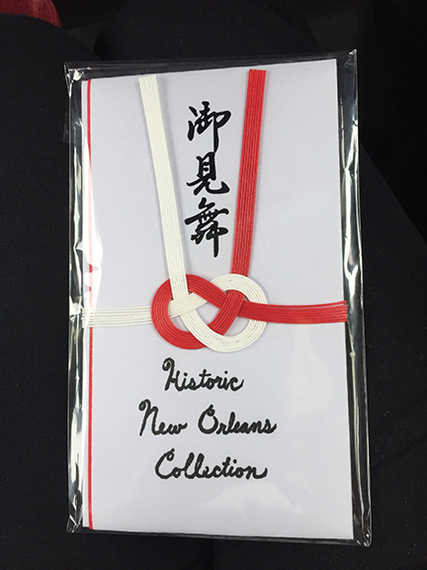 御見舞
Historic
New Orleans
Collection